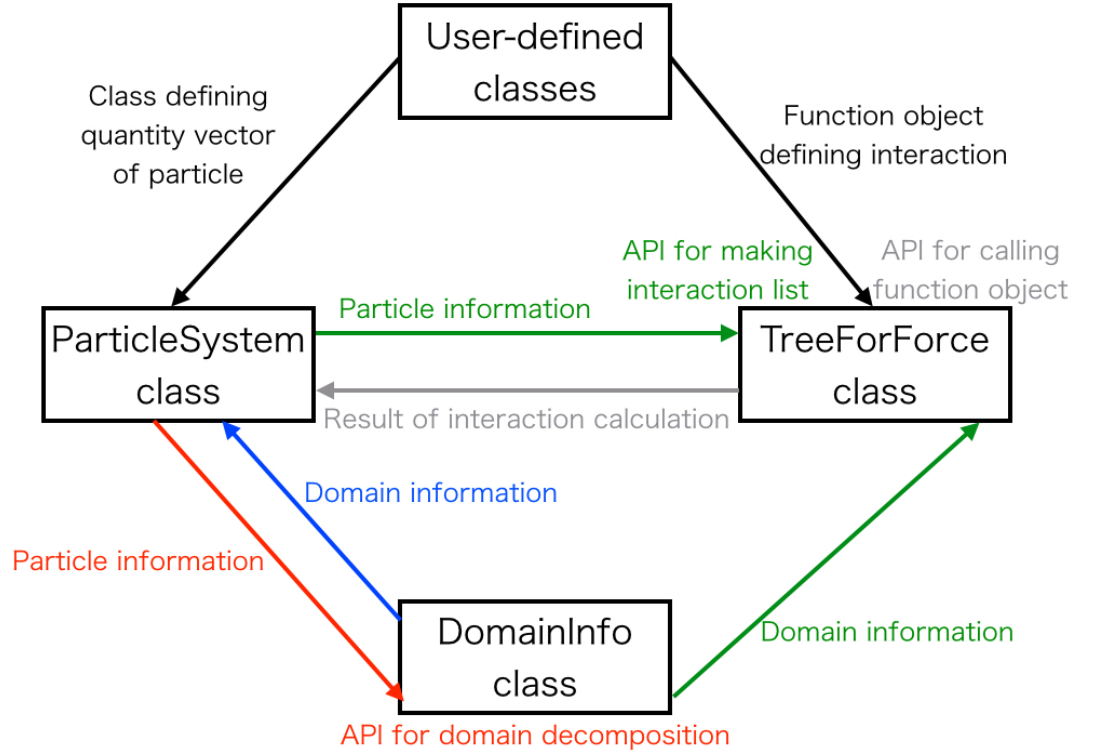 User-defined
classes
Class defining
quantity vector
of particle
Function object
defining interaction
API for making
interaction list
API for calling
function object
Particle information
ParticleSystem
class
TreeForForce
class
Result of interaction calculation
Domain information
Particle information
DomainInfo
class
Domain information
API for domain decomposition